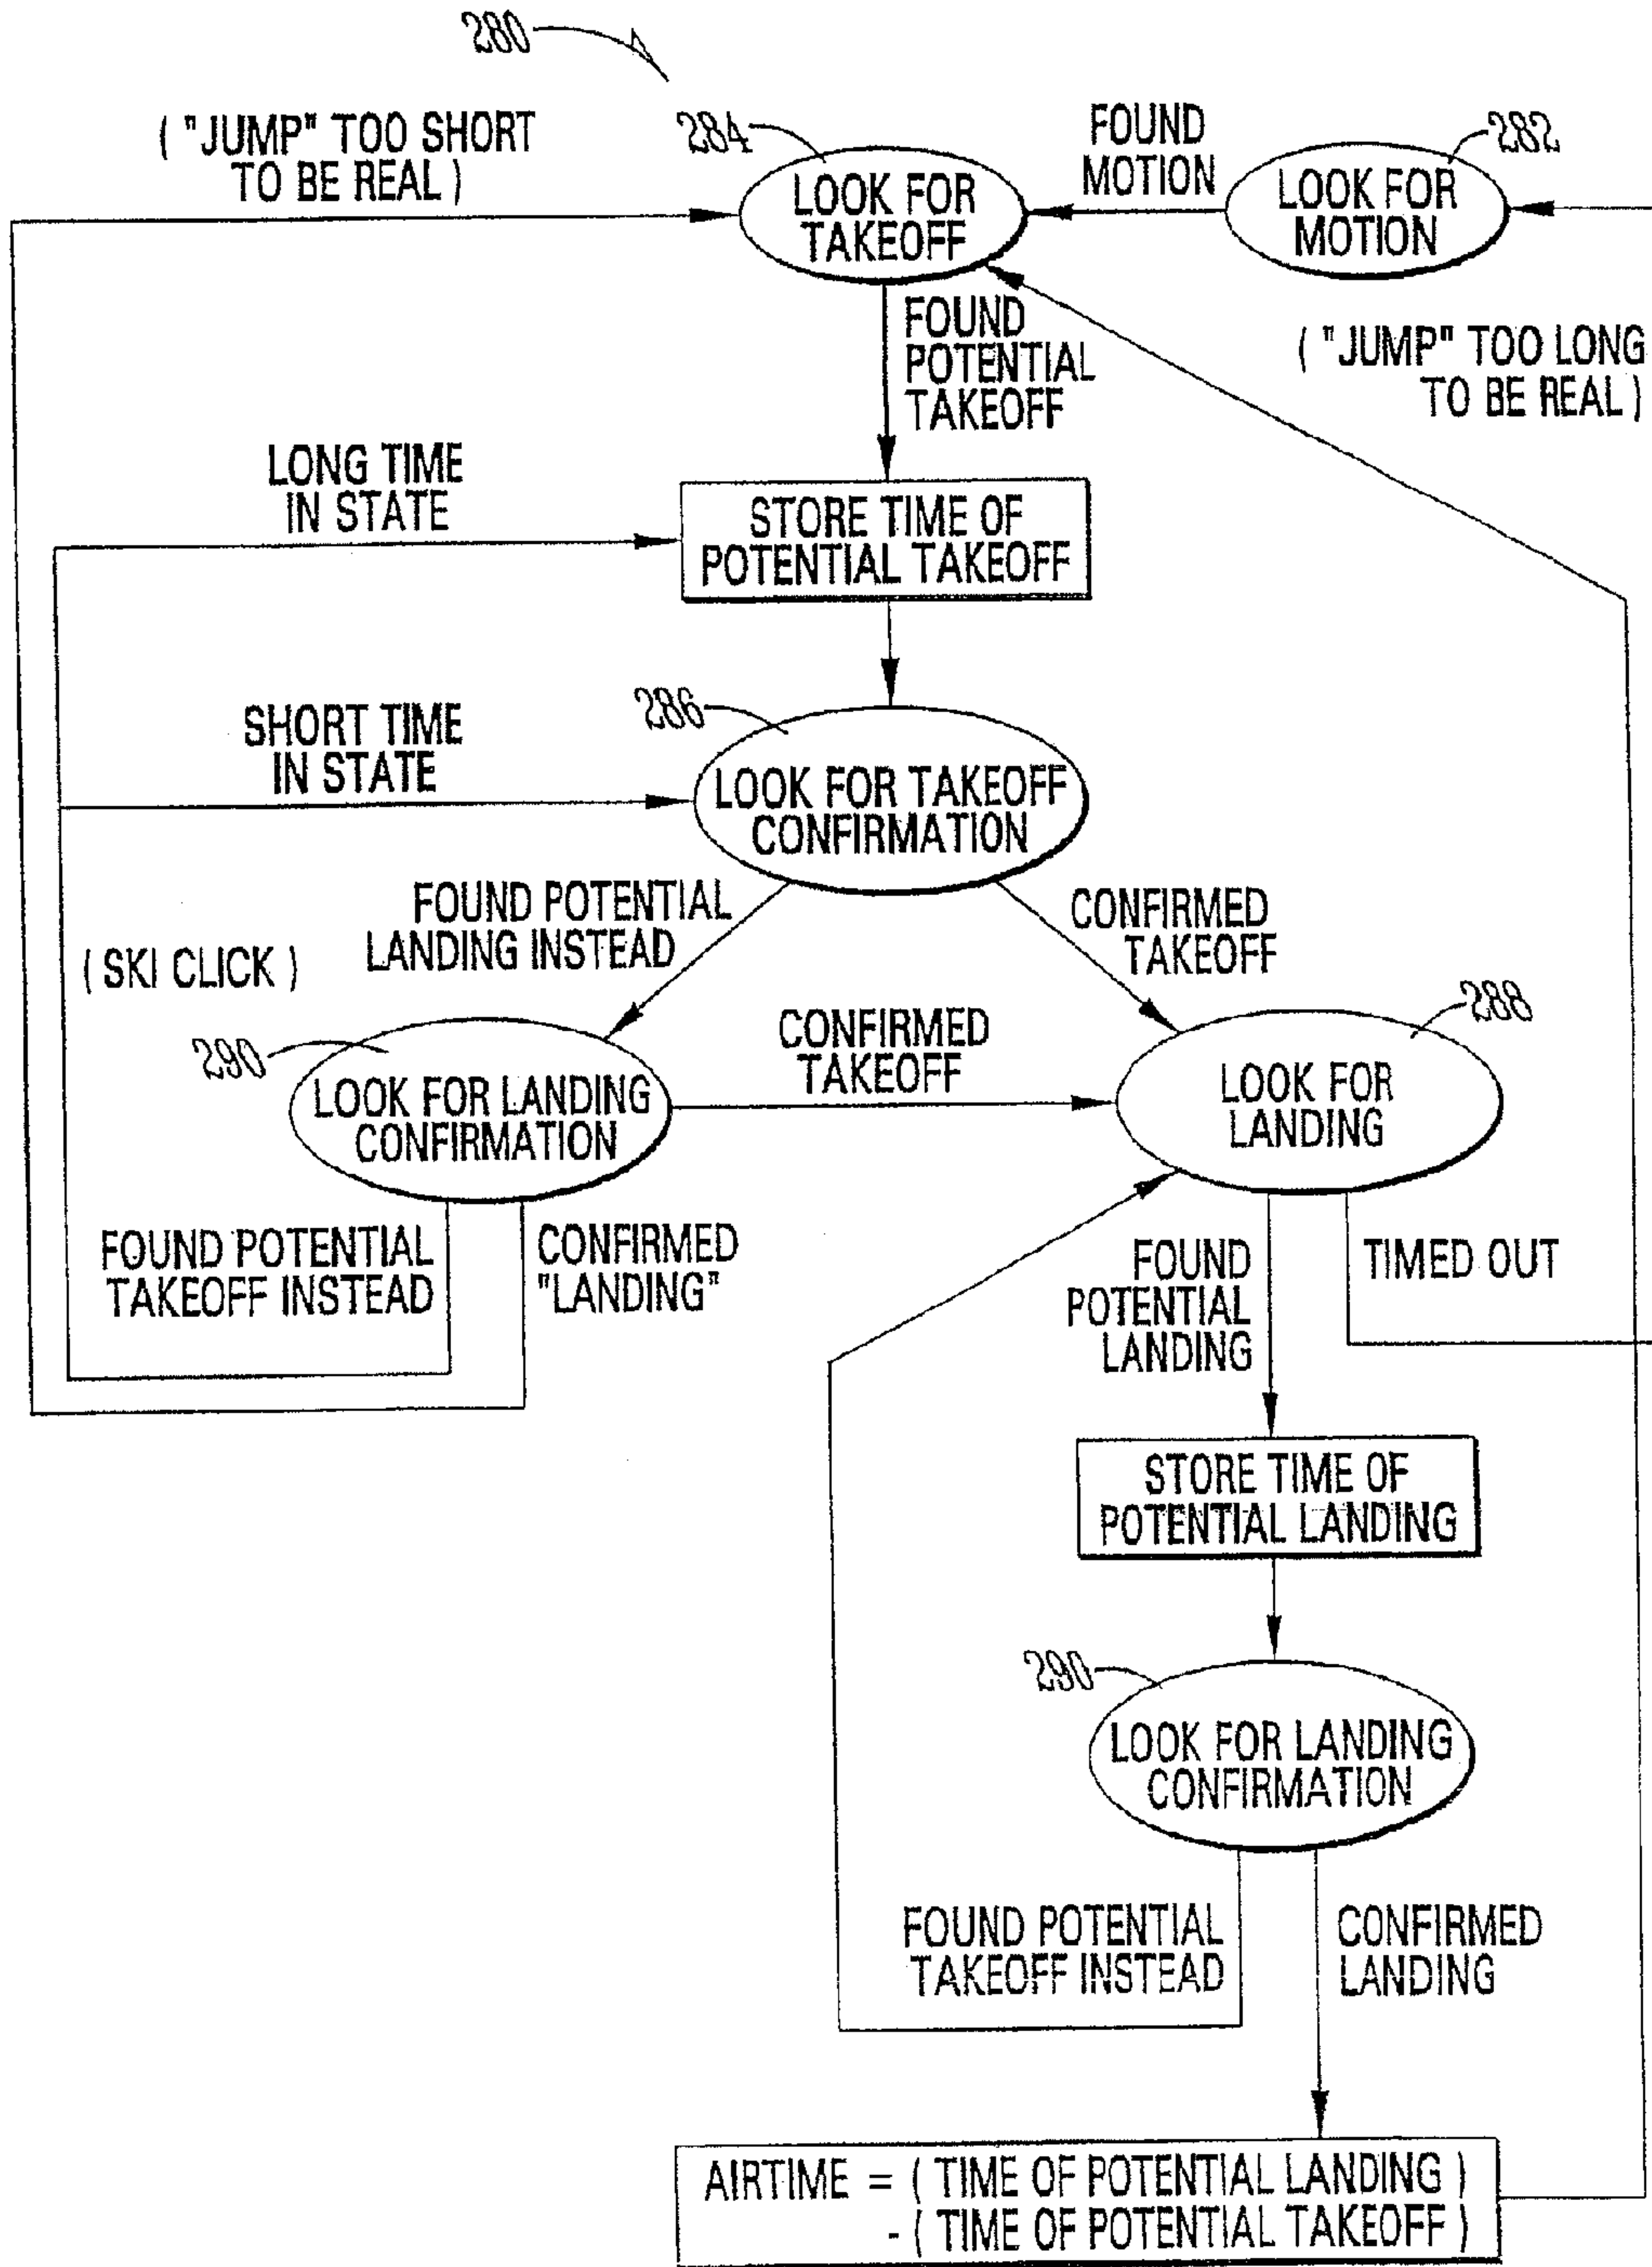 280
( "JUMP" TOO SHORT
TO BE REAL )
284
LOOK FOR
TAKEOFF
FOUND
MOTION
282
LOOK FOR
MOTION
FOUND
POTENTIAL
TAKEOFF
( "JUMP" TOO LONG
TO BE REAL )
LONG TIME
IN STATE
STORE TIME OF
POTENTIAL TAKEOFF
SHORT TIME
IN STATE
286
LOOK FOR TAKEOFF
CONFIRMATION
FOUND POTENTIAL
LANDING INSTEAD
CONFIRMED
TAKEOFF
( SKI CLICK )
290
LOOK FOR LANDING
CONFIRMATION
CONFIRMED
TAKEOFF
288
LOOK FOR
LANDING
FOUND POTENTIAL
TAKEOFF INSTEAD
CONFIRMED
"LANDING"
FOUND
POTENTIAL
LANDING
TIMED OUT
STORE TIME OF
POTENTIAL LANDING
290
LOOK FOR LANDING
CONFIRMATION
FOUND POTENTIAL
TAKEOFF INSTEAD
CONFIRMED
LANDING
AIRTIME = ( TIME OF POTENTIAL LANDING )
- ( TIME OF POTENTIAL TAKEOFF )